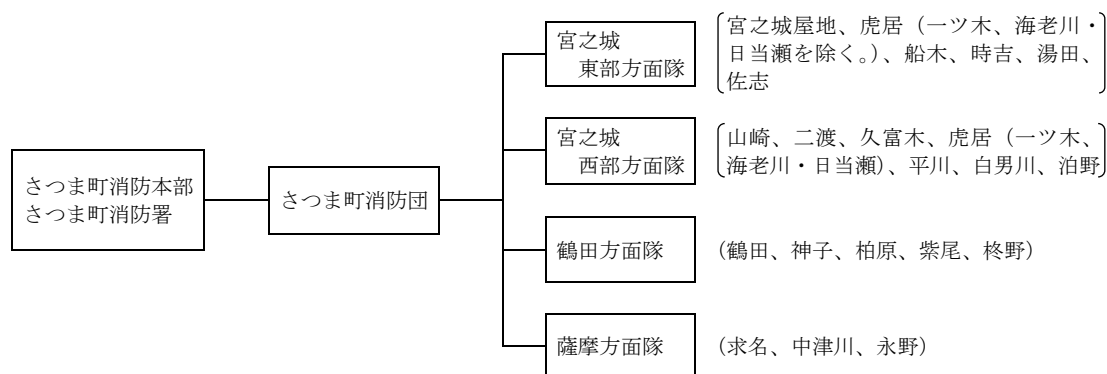 宮之城
東部方面隊
宮之城屋地、虎居（一ツ木、海老川・
日当瀬を除く。）、船木、時吉、湯田、
佐志
宮之城
西部方面隊
山崎、二渡、久富木、虎居（一ツ木、
海老川・日当瀬）、平川、白男川、泊野
さつま町消防本部
さつま町消防署
さつま町消防団
鶴田方面隊
（鶴田、神子、柏原、紫尾、柊野）
薩摩方面隊
（求名、中津川、永野）